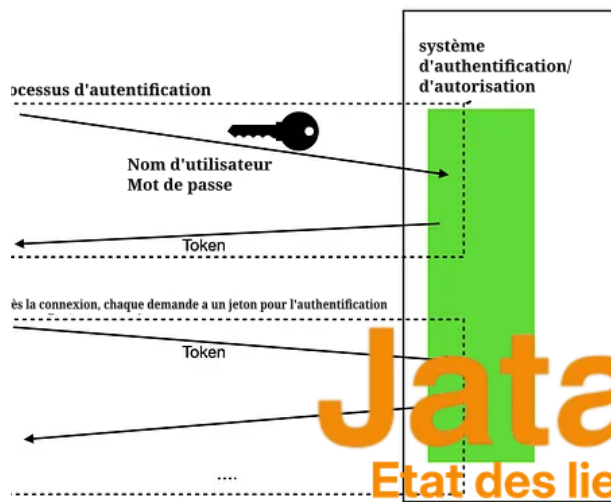 système
d'authentification/
d'autorisation
ocessus d'autentification
Nom d'utilisateur
Mot de passe
Token
ès la connexion, chaque demande a un jeton pour l'authentification
Token
Jata
.....
Etat des lie